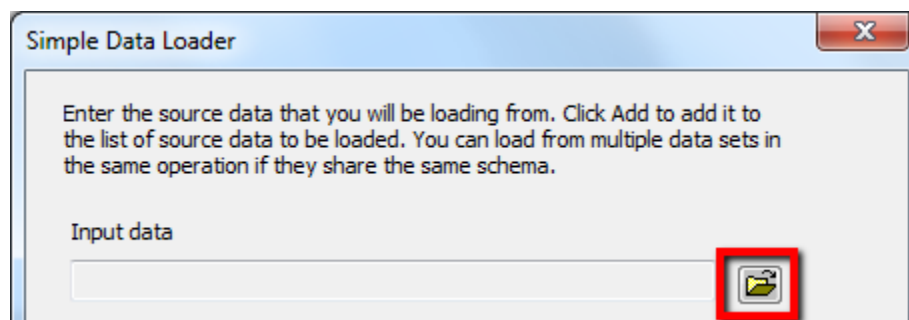 Simple Data Loader
Enter the source data that you will be loading from. Click Add to add it to
the list of source data to be loaded. You can load from multiple data sets in
the same operation if they share the same schema.
Input data